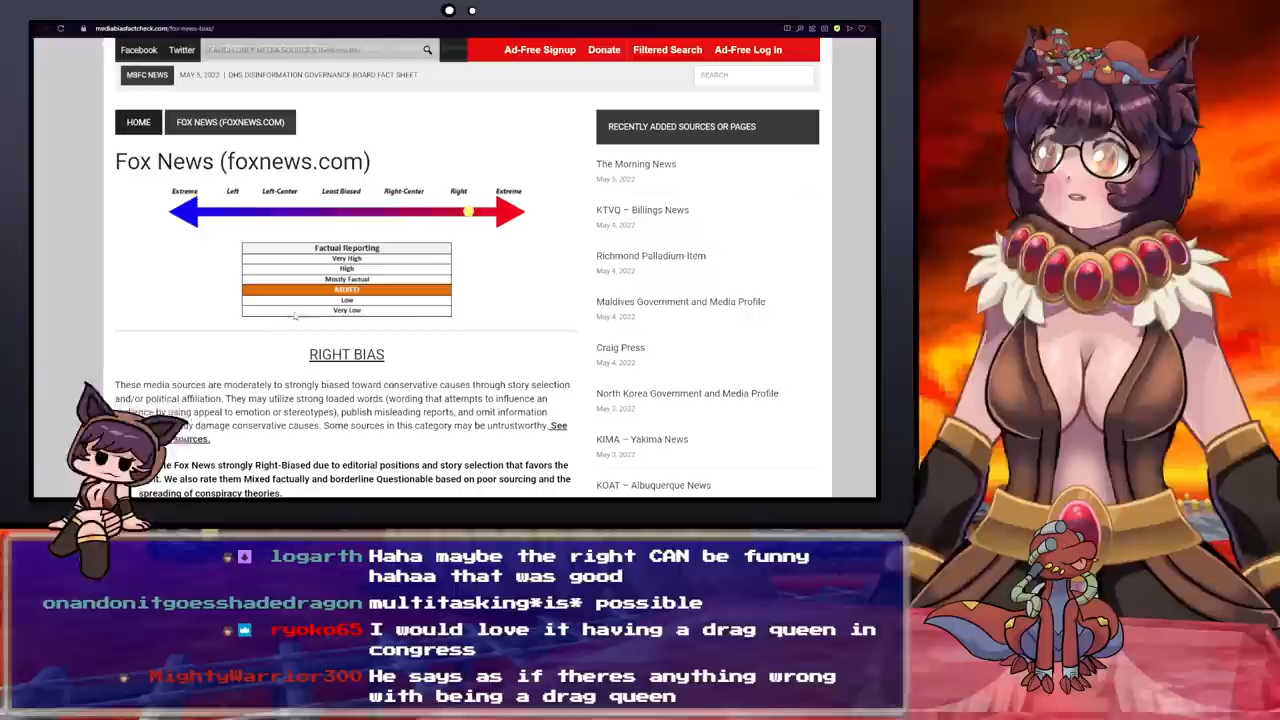 mediabiasfactcheck.com/fox-news-bias/
Facebook Twitter
Ad-Free Signup Donate Filtered Search Ad-Free Log In
MBFC NEWS MAY 5, 2022 | DHS DISINFORMATION GOVERNANCE BOARD FACT SHEET
SEARCH
HOME FOX NEWS (FOXNEWS.COM)
Fox News (foxnews.com)
Extreme Left Left-Center Least Biased Right-Center Right Extreme
Factual Reporting
Very High
High
Mostly Factual
MIXED
Low
Very Low
RIGHT BIAS
These media sources are moderately to strongly biased toward conservative causes through story selection
and/or political affiliation. They may utilize strong loaded words (wording that attempts to influence an
by using appeal to emotion or stereotypes), publish misleading reports, and omit information
damage conservative causes. Some sources in this category may be untrustworthy. See
Fox News strongly Right-Biased due to editorial positions and story selection that favors the
We also rate them Mixed factually and borderline Questionable based on poor sourcing and the
spreading of conspiracy theories.
RECENTLY ADDED SOURCES OR PAGES
The Morning News
May 5, 2022
KTVQ – Billings News
May 4, 2022
Richmond Palladium-Item
May 4, 2022
Maldives Government and Media Profile
May 4, 2022
Craig Press
May 4, 2022
North Korea Government and Media Profile
May 3, 2022
KIMA – Yakima News
May 3, 2022
KOAT – Albuquerque News
logarth Haha maybe the right CAN be funny
hahaa that was good
onandonitgoesshadedragon multitasking*is* possible
ryoko65 I would love it having a drag queen in
congress
MightyWarrior300 He says as if theres anything wrong
with being a drag queen